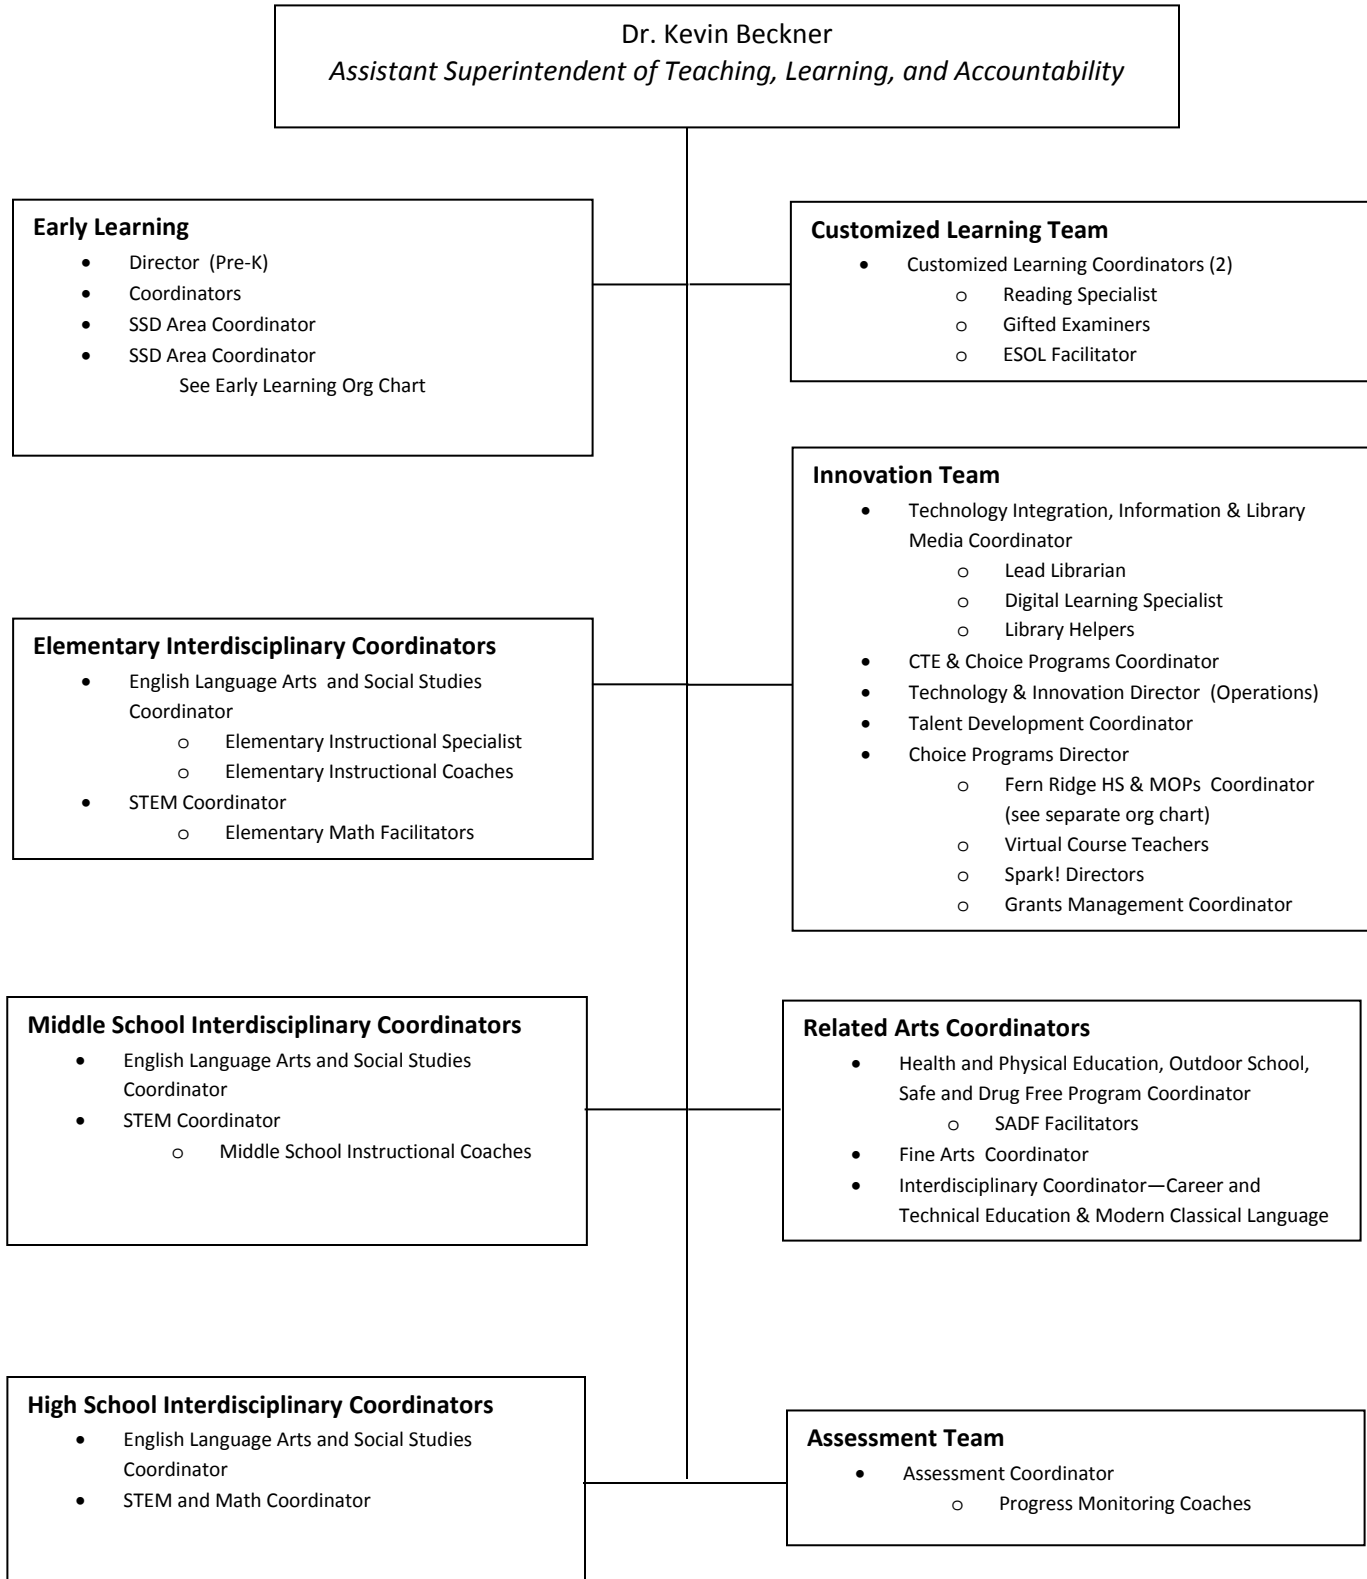 Dr. Kevin Beckner
Assistant Superintendent of Teaching, Learning, and Accountability
Early Learning
• Director (Pre-K)
• Coordinators
• SSD Area Coordinator
• SSD Area Coordinator
See Early Learning Org Chart
Customized Learning Team
• Customized Learning Coordinators (2)
o Reading Specialist
o Gifted Examiners
o ESOL Facilitator
Innovation Team
• Technology Integration, Information & Library
Media Coordinator
o Lead Librarian
o Digital Learning Specialist
o Library Helpers
• CTE & Choice Programs Coordinator
• Technology & Innovation Director (Operations)
• Talent Development Coordinator
• Choice Programs Director
o Fern Ridge HS & MOPs Coordinator
(see separate org chart)
o Virtual Course Teachers
o Spark! Directors
o Grants Management Coordinator
Elementary Interdisciplinary Coordinators
• English Language Arts and Social Studies
Coordinator
o Elementary Instructional Specialist
o Elementary Instructional Coaches
• STEM Coordinator
o Elementary Math Facilitators
Middle School Interdisciplinary Coordinators
• English Language Arts and Social Studies
Coordinator
• STEM Coordinator
o Middle School Instructional Coaches
Related Arts Coordinators
• Health and Physical Education, Outdoor School,
Safe and Drug Free Program Coordinator
o SADF Facilitators
• Fine Arts Coordinator
• Interdisciplinary Coordinator—Career and
Technical Education & Modern Classical Language
High School Interdisciplinary Coordinators
• English Language Arts and Social Studies
Coordinator
• STEM and Math Coordinator
Assessment Team
• Assessment Coordinator
o Progress Monitoring Coaches